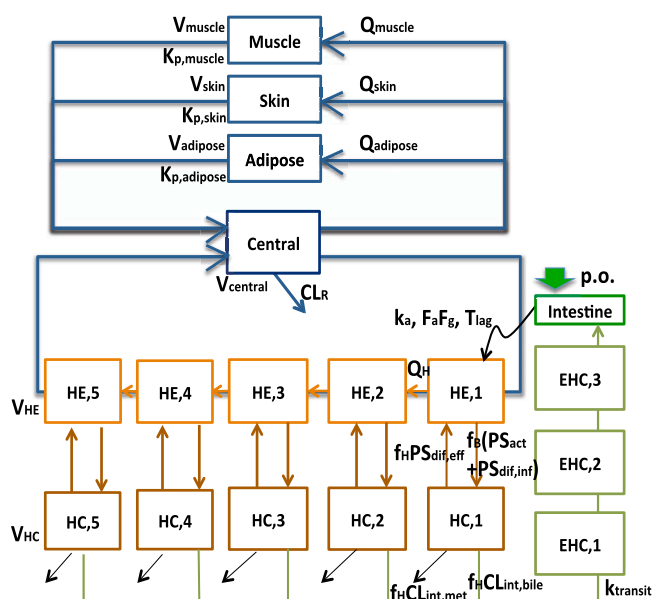 Vmuscle
Muscle
Qmuscle
Kp,muscle
Vskin
Skin
Qskin
Kp,skin
Vadipose
Adipose
Qadipose
Kp,adipose
Central
Vcentral
CLR
p.o.
ka, FaFg, Tlag
Intestine
QH
HE,5
HE,4
HE,3
HE,2
HE,1
EHC,3
VHE
fHPSdif,eff
fB(PSact
+PSdif,inf)
EHC,2
HC,5
HC,4
HC,3
HC,2
HC,1
VHC
EHC,1
fHCLint,met
fHCLint,bile
ktransit